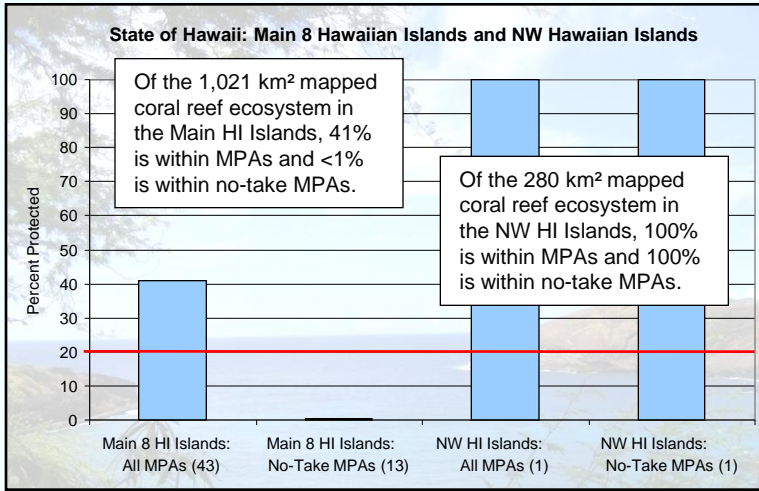 State of Hawaii: Main 8 Hawaiian Islands and NW Hawaiian Islands
Of the 1,021 km² mapped
coral reef ecosystem in
the Main HI Islands, 41%
is within MPAs and <1%
is within no-take MPAs.
Of the 280 km² mapped
coral reef ecosystem in
the NW HI Islands, 100%
is within MPAs and 100%
is within no-take MPAs.
Percent Protected
100
90
80
70
60
50
40
30
20
10
0
Main 8 HI Islands:
All MPAs (43)
Main 8 HI Islands:
No-Take MPAs (13)
NW HI Islands:
All MPAs (1)
NW HI Islands:
No-Take MPAs (1)